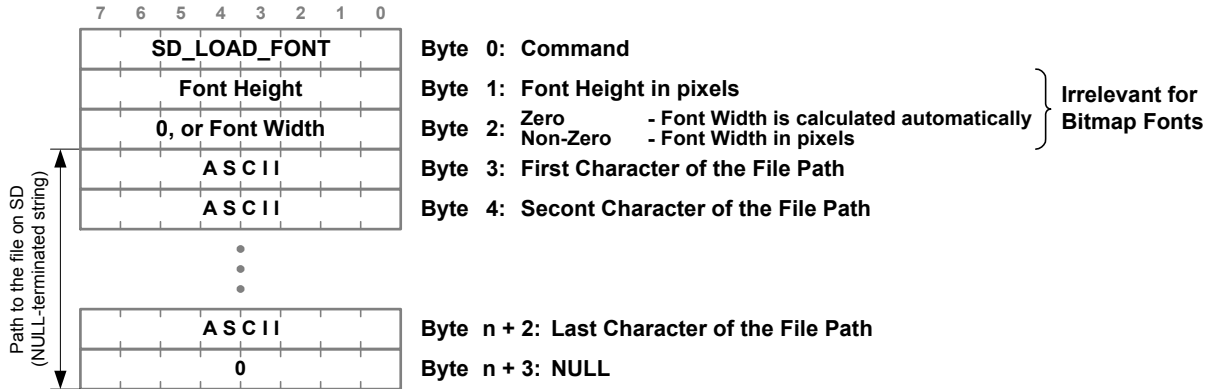 7 6 5 4 3 2 1 0
SD_LOAD_FONT Byte 0: Command
Font Height Byte 1: Font Height in pixels
0, or Font Width Byte 2: Zero - Font Width is calculated automatically
Non-Zero - Font Width in pixels
Irrelevant for
Bitmap Fonts
A S C I I Byte 3: First Character of the File Path
A S C I I Byte 4: Secont Character of the File Path
A S C I I Byte n + 2: Last Character of the File Path
0 Byte n + 3: NULL
Path to the file on SD
(NULL-terminated string)